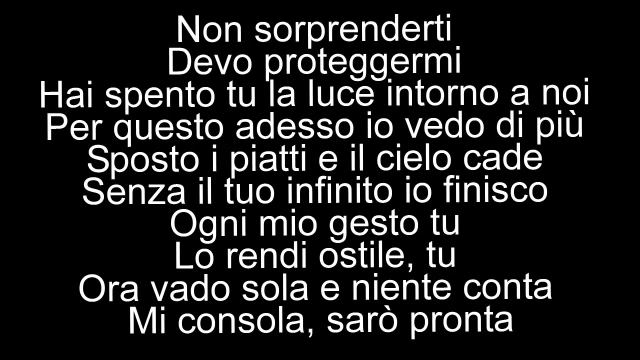 Non sorprenderti
Devo proteggermi
Hai spento tu la luce intorno a noi
Per questo adesso io vedo di più
Sposto i piatti e il cielo cade
Senza il tuo infinito io finisco
Ogni mio gesto tu
Lo rendi ostile, tu
Ora vado sola e niente conta
Mi consola, sarò pronta